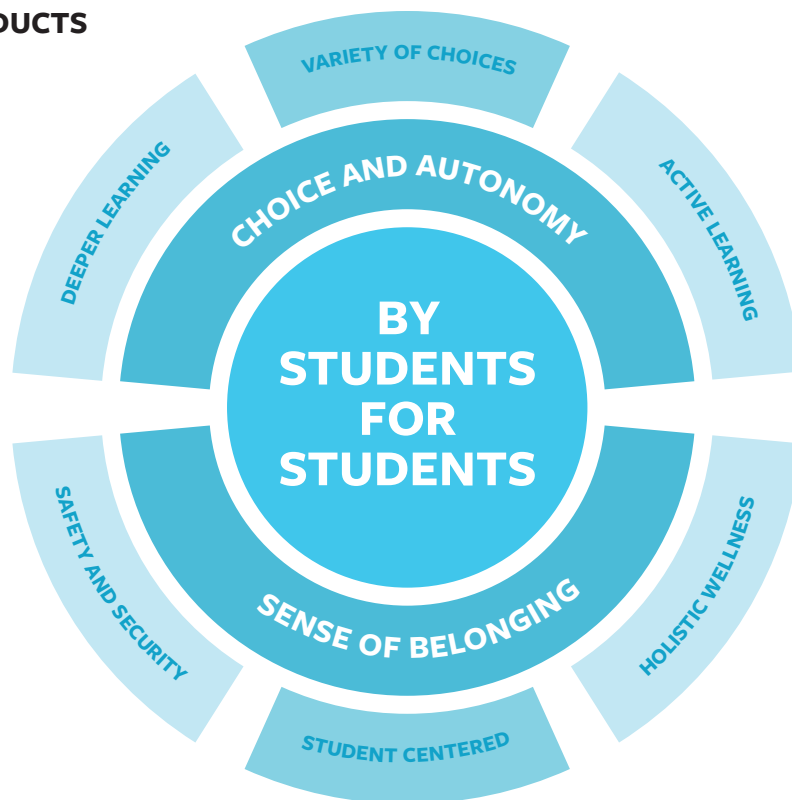 DUCTS
VARIETY OF CHOICES
DEEPER LEARNING
ACTIVE LEARNING
CHOICE AND AUTONOMY
BY
STUDENTS
FOR
STUDENTS
SENSE OF BELONGING
SAFETY AND SECURITY
HOLISTIC WELLNESS
STUDENT CENTERED